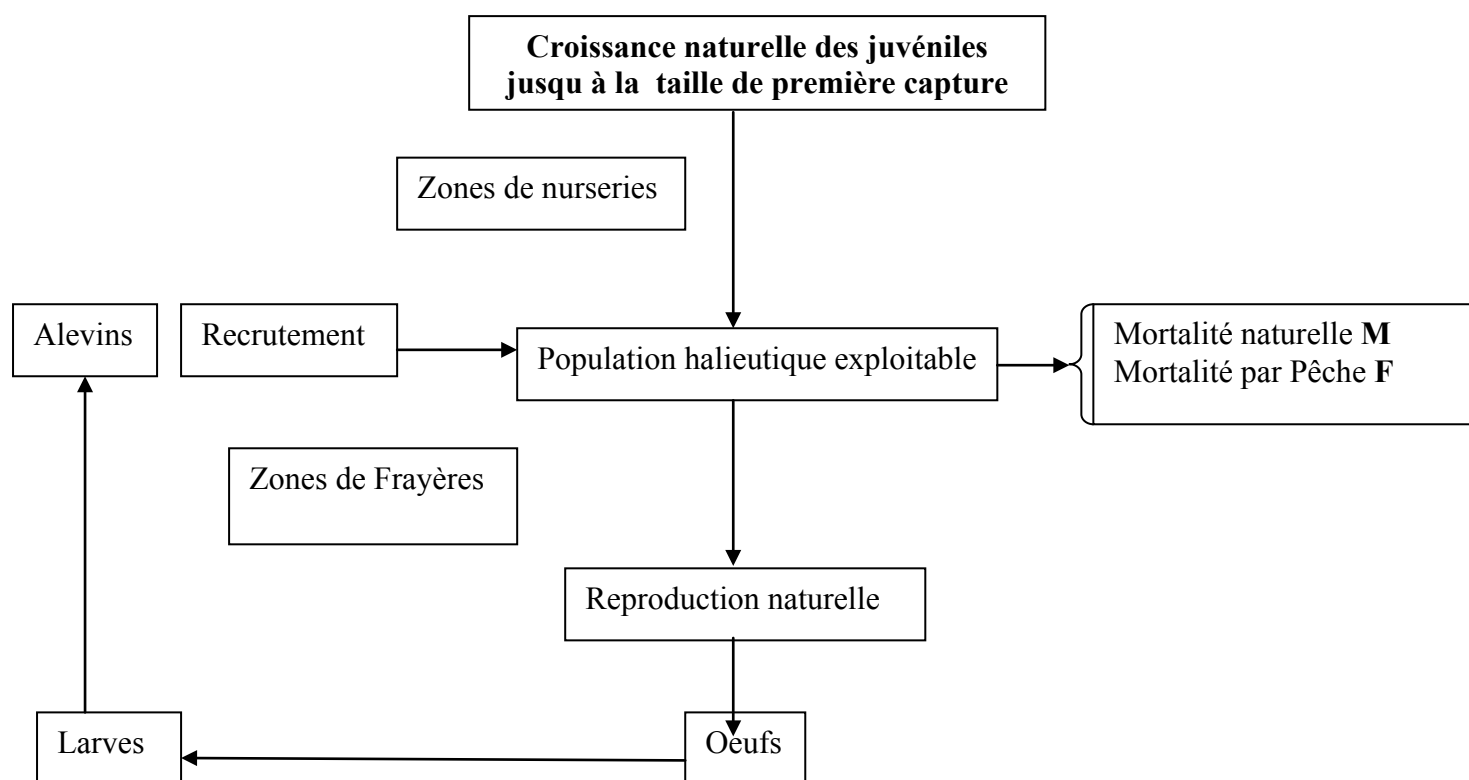 Croissance naturelle des juvéniles
jusqu à la taille de première capture
Zones de nurseries
Alevins
Recrutement
Population halieutique exploitable
Mortalité naturelle M
Mortalité par Pêche F
Zones de Frayères
Reproduction naturelle
Larves
Oeufs